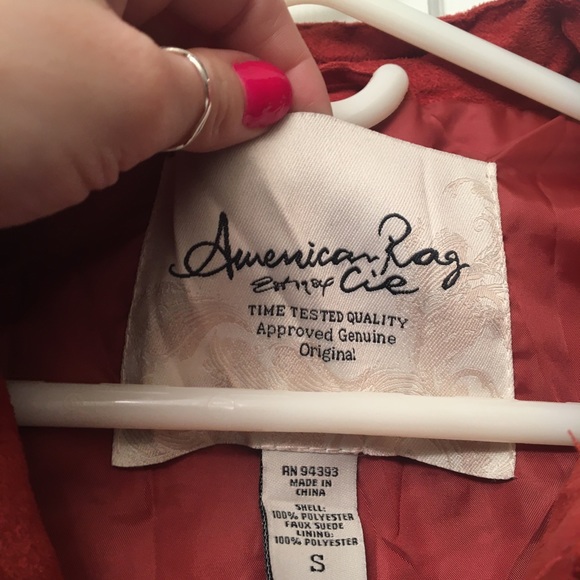 American Rag
Est 1984 Cie
TIME TESTED QUALITY
Approved Genuine
Original
RN 94393
MADE IN
CHINA
SHELL:
100% POLYESTER
FAUX SUEDE
LINING:
100% POLYESTER
S